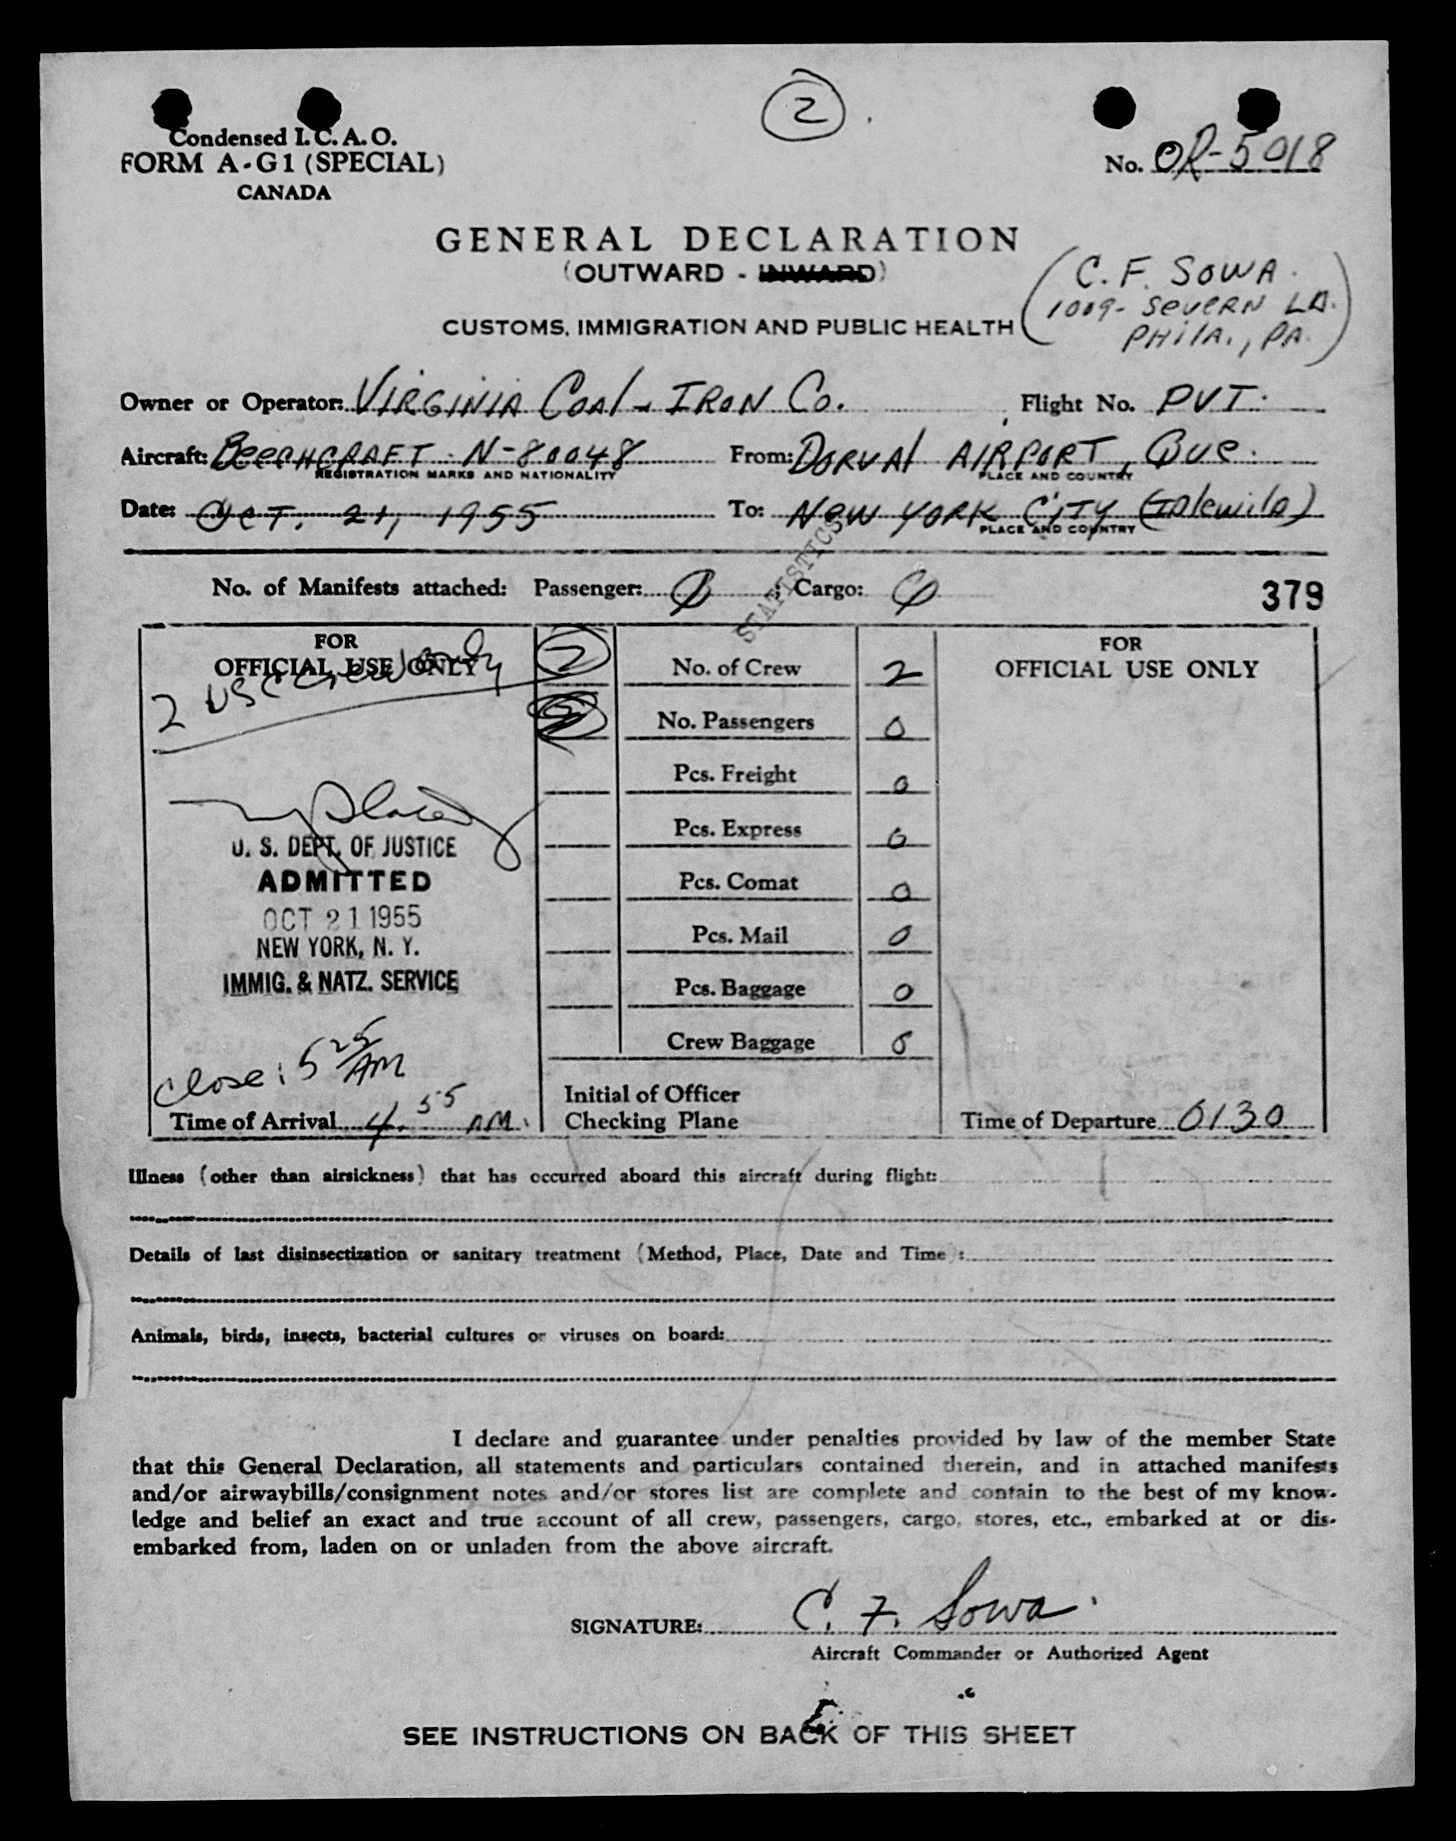 2
Condensed I.C.A.O.
FORM A-G1 (SPECIAL)
CANADA
No. OR-5018
GENERAL DECLARATION
(OUTWARD - INWARD)
CUSTOMS, IMMIGRATION AND PUBLIC HEALTH
(C. F. SOWA.
1009- SEVERN LA.
PHILA., PA.)
Owner or Operator: VIRGINIA COAL - IRON Co. Flight No. PVT.
Aircraft: BEECHCRAFT N-80048 From: DORVAL AIRPORT, QUE.
REGISTRATION MARKS AND NATIONALITY PLACE AND COUNTRY
Date: OCT. 21, 1955 To: NEW YORK CITY (IDLEWILD)
PLACE AND COUNTRY
STATISTICS
No. of Manifests attached: Passenger: 0 ; Cargo: 0
379
FOR
OFFICIAL USE ONLY
2 USC crew only
2
No. of Crew 2
No. Passengers 0
Pcs. Freight 0
Pcs. Express 0
Pcs. Comat 0
Pcs. Mail 0
Pcs. Baggage 0
Crew Baggage 0
FOR
OFFICIAL USE ONLY
U. S. DEPT. OF JUSTICE
ADMITTED
OCT 21 1955
NEW YORK, N. Y.
IMMIG. & NATZ. SERVICE
Close: 5 25 AM
Time of Arrival 4. 55 AM.
Initial of Officer
Checking Plane
Time of Departure 0130
Illness (other than airsickness) that has occurred aboard this aircraft during flight:
Details of last disinsectization or sanitary treatment (Method, Place, Date and Time):
Animals, birds, insects, bacterial cultures or viruses on board:
I declare and guarantee under penalties provided by law of the member State
that this General Declaration, all statements and particulars contained therein, and in attached manifests
and/or airwaybills/consignment notes and/or stores list are complete and contain to the best of my know-
ledge and belief an exact and true account of all crew, passengers, cargo, stores, etc., embarked at or dis-
embarked from, laden on or unladen from the above aircraft.
SIGNATURE: C. F. Sowa.
Aircraft Commander or Authorized Agent
SEE INSTRUCTIONS ON BACK OF THIS SHEET